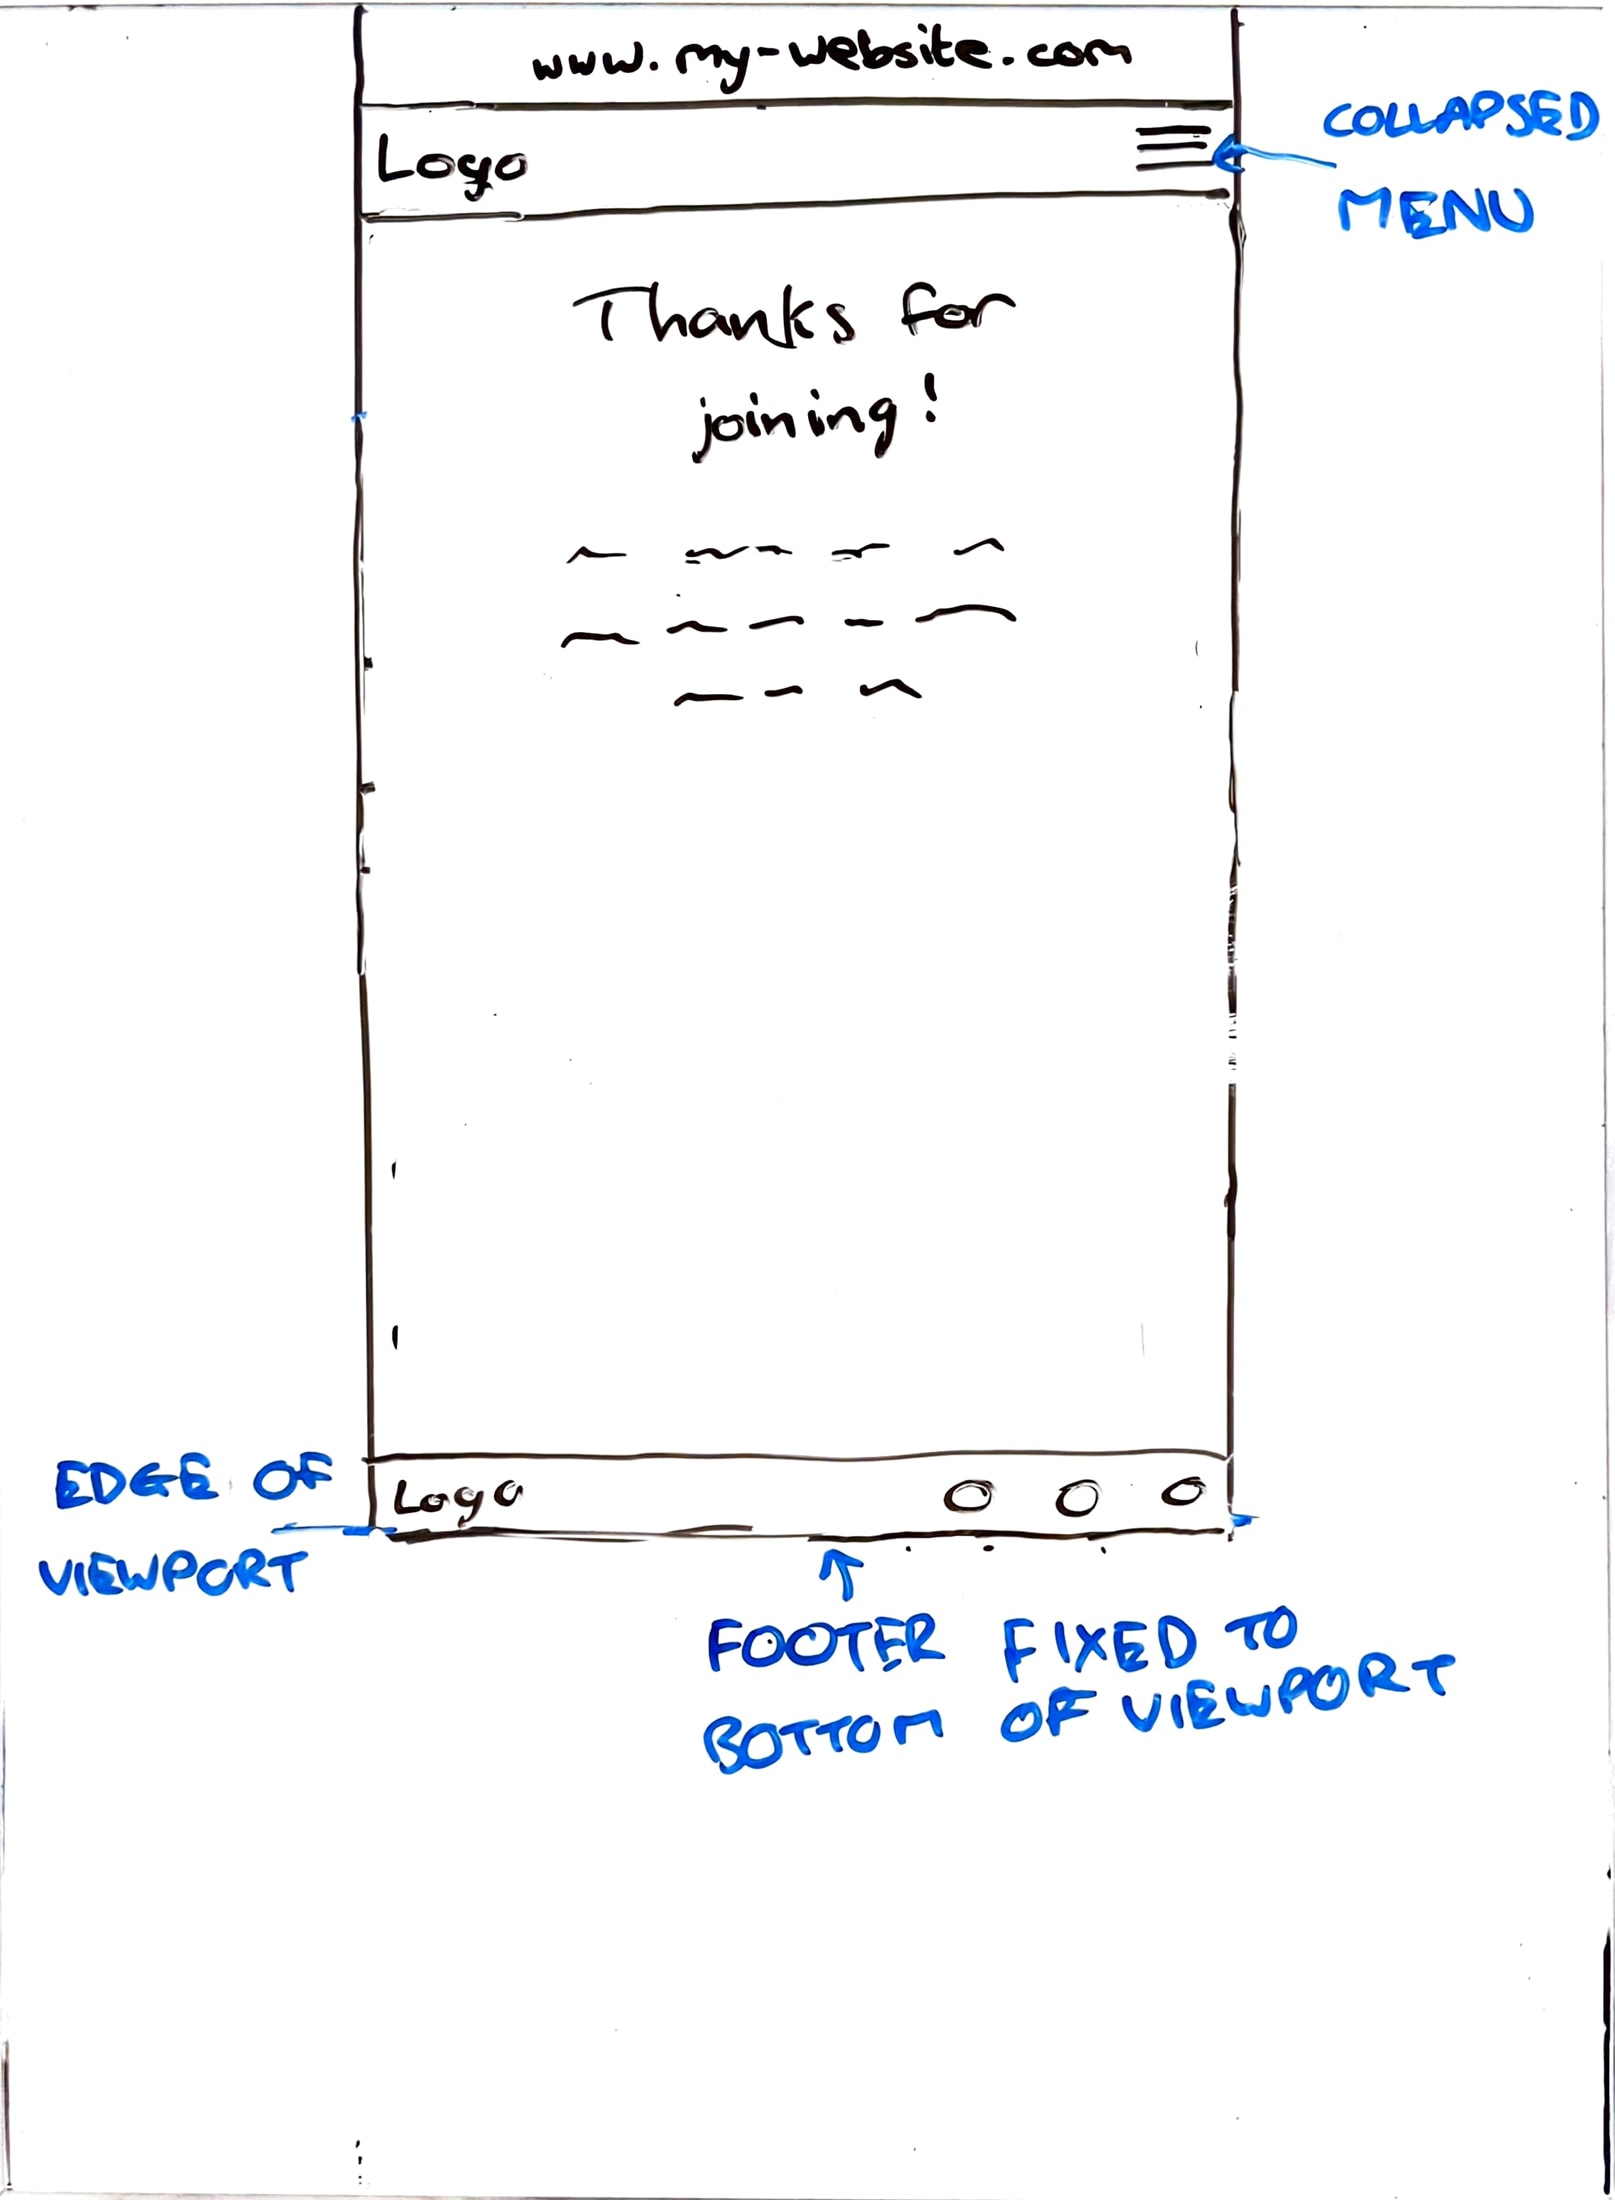 www.my-website.com
Logo
COLLAPSED
MENU
Thanks for
joining!
EDGE OF
VIEWPORT
Logo
FOOTER FIXED TO
BOTTOM OF VIEWPORT